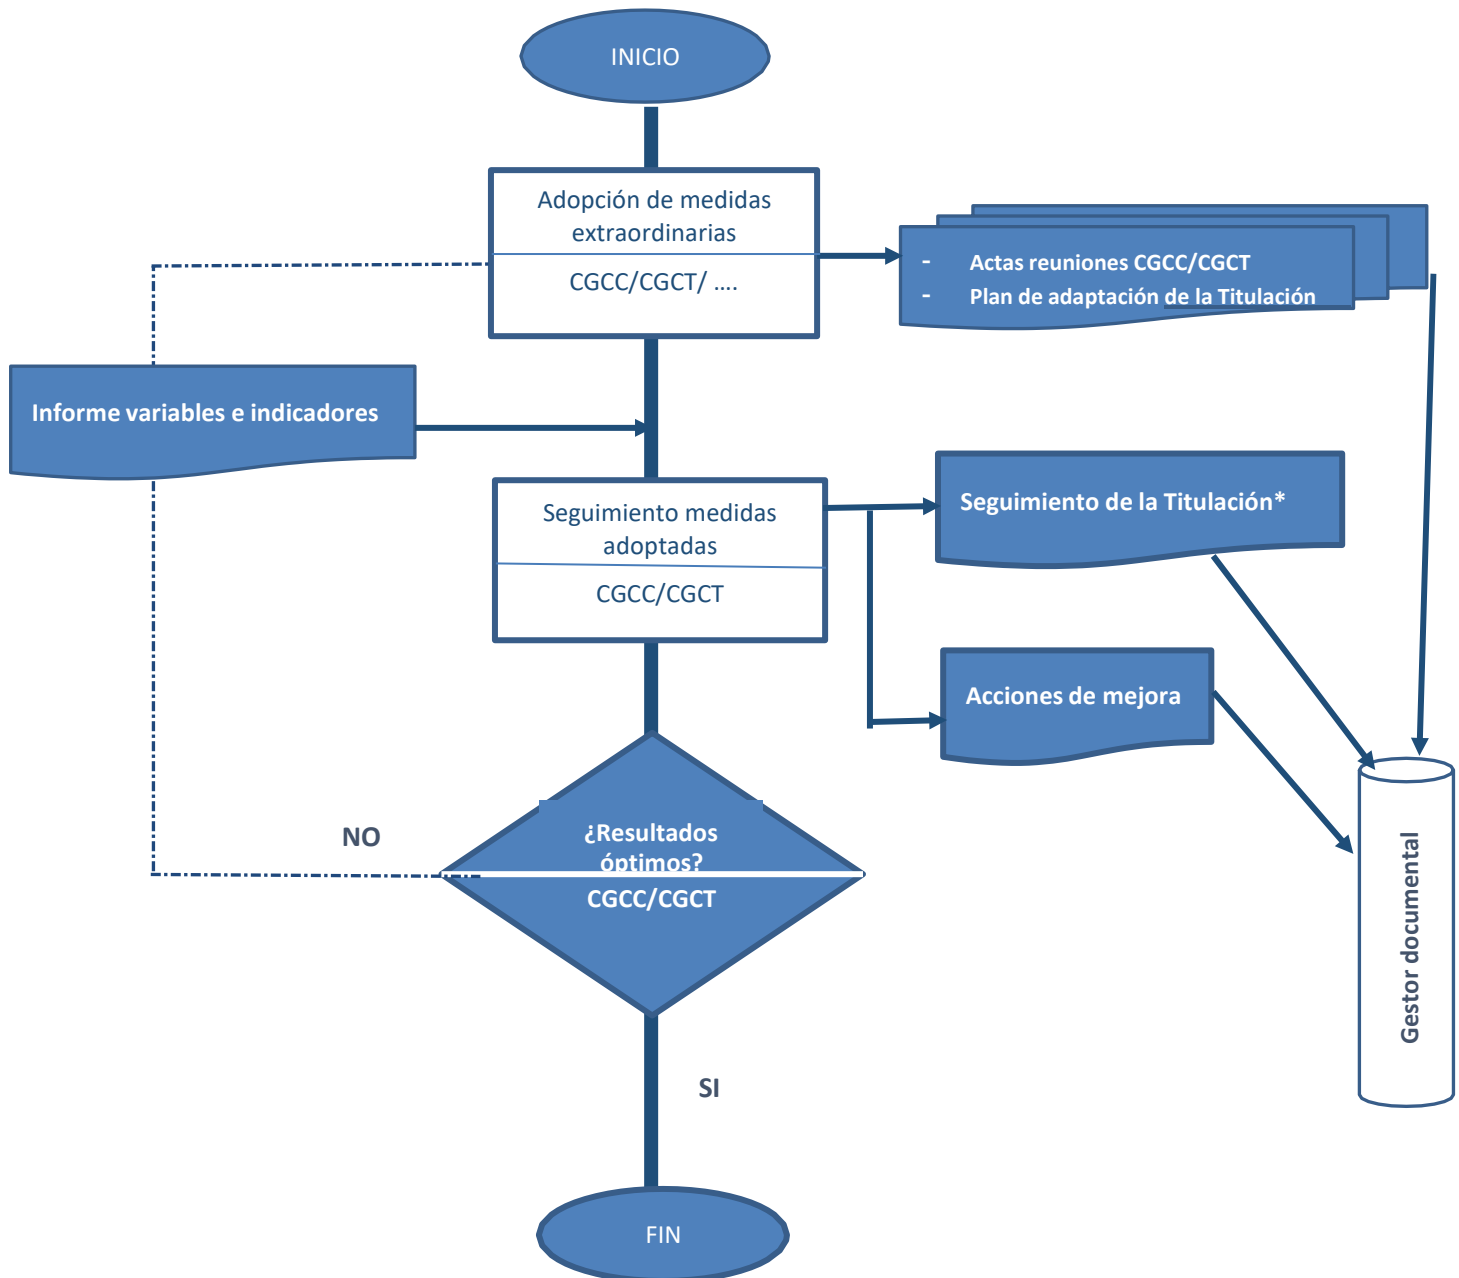 INICIO
Adopción de medidas
extraordinarias
CGCC/CGCT/ ....
- Actas reuniones CGCC/CGCT
- Plan de adaptación de la Titulación
Informe variables e indicadores
Seguimiento medidas
adoptadas
CGCC/CGCT
Seguimiento de la Titulación*
Acciones de mejora
¿Resultados
óptimos?
CGCC/CGCT
NO
SI
Gestor documental
FIN